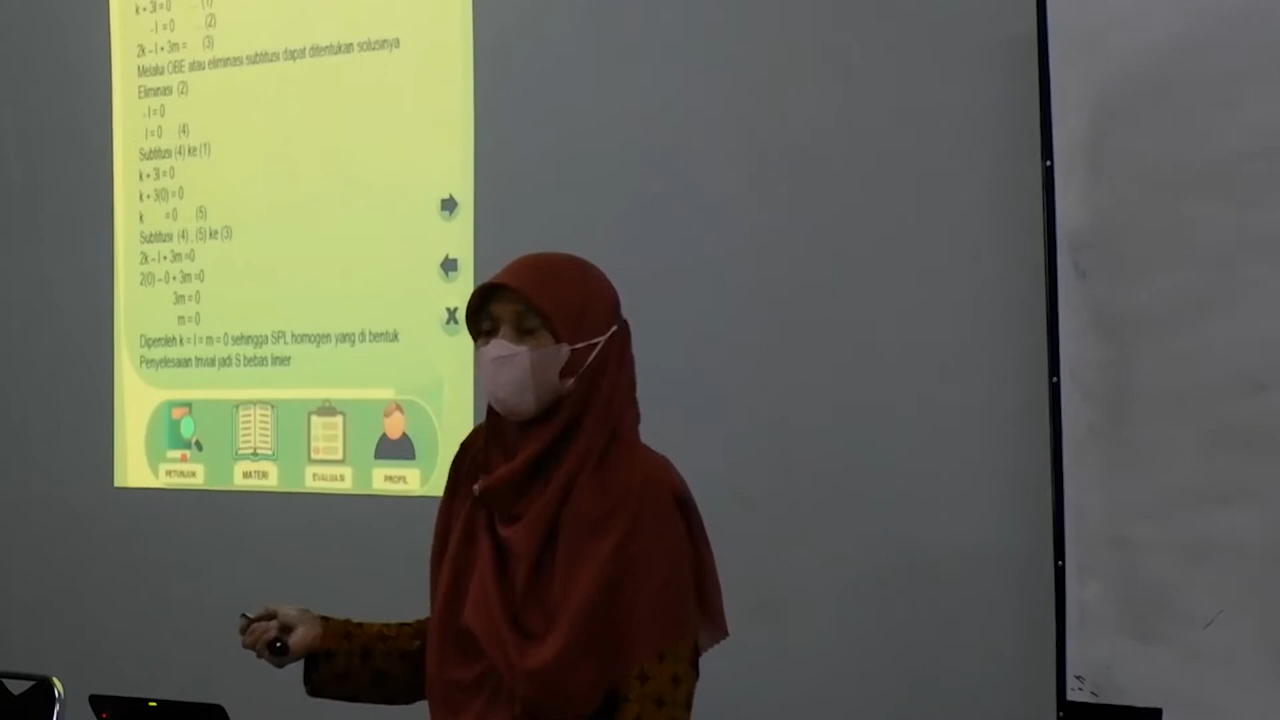 k + 3l = 0 ... (1)
-l = 0 (2)
2k – l + 3m = (3)
Melalui OBE atau eliminasi subtitusi dapat ditentukan solusinya
Eliminasi (2)
- l = 0
l = 0 (4)
Subtitusi (4) ke (1)
k + 3l = 0
k + 3(0) = 0
k = 0 ... (5)
Subtitusi (4) , (5) ke (3)
2k – l + 3m =0
2(0) – 0 + 3m =0
3m = 0
m = 0
Diperoleh k = l = m = 0 sehingga SPL homogen yang di bentuk
Penyelesaian trivial jadi S bebas linier
X
PETUNJUK MATERI EVALUASI PROFIL